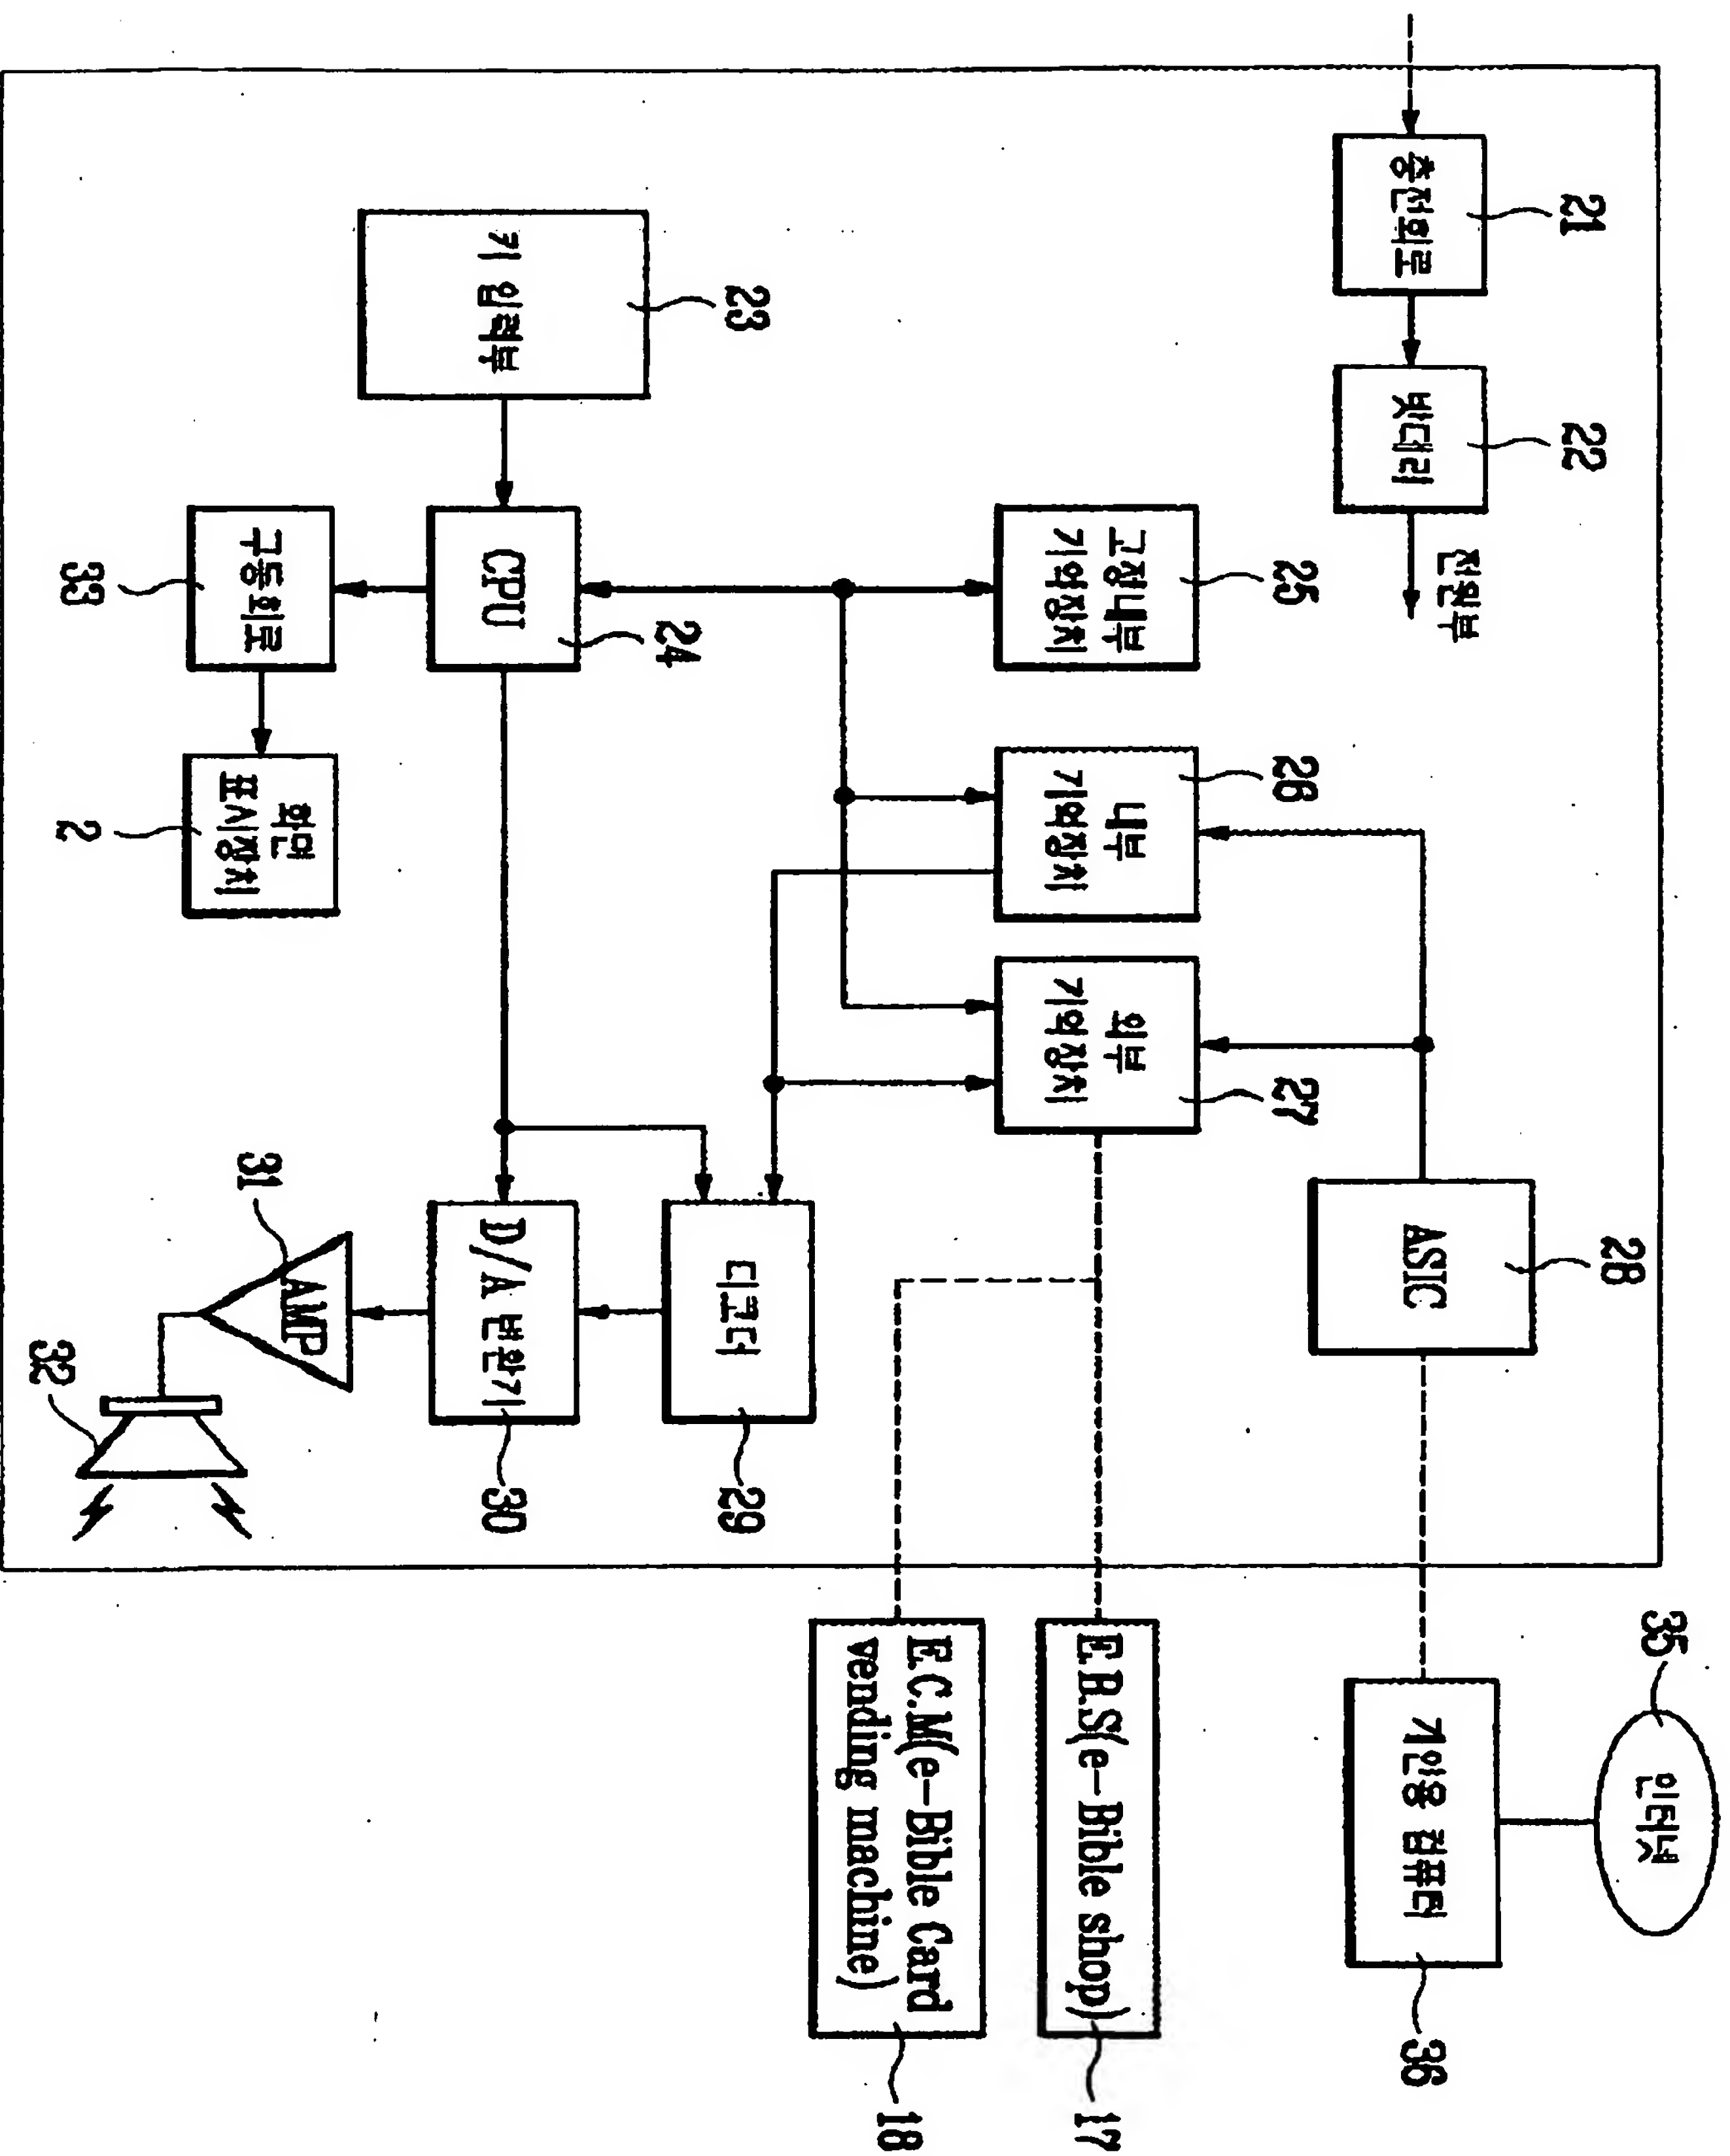 21
충전회로
22
밧데리
전원부
35
인터넷
28
ASIC
36
개인용 컴퓨터
25
고정내부
기억장치
26
내부
기억장치
27
외부
기억장치
17
E.B.S(e-Bible shop)
18
E.C.M(e-Bible Card
vending machine)
23
키 입력부
24
CPU
29
디코더
30
D/A 변환기
33
구동회로
2
화면
표시장치
31
AMP
32